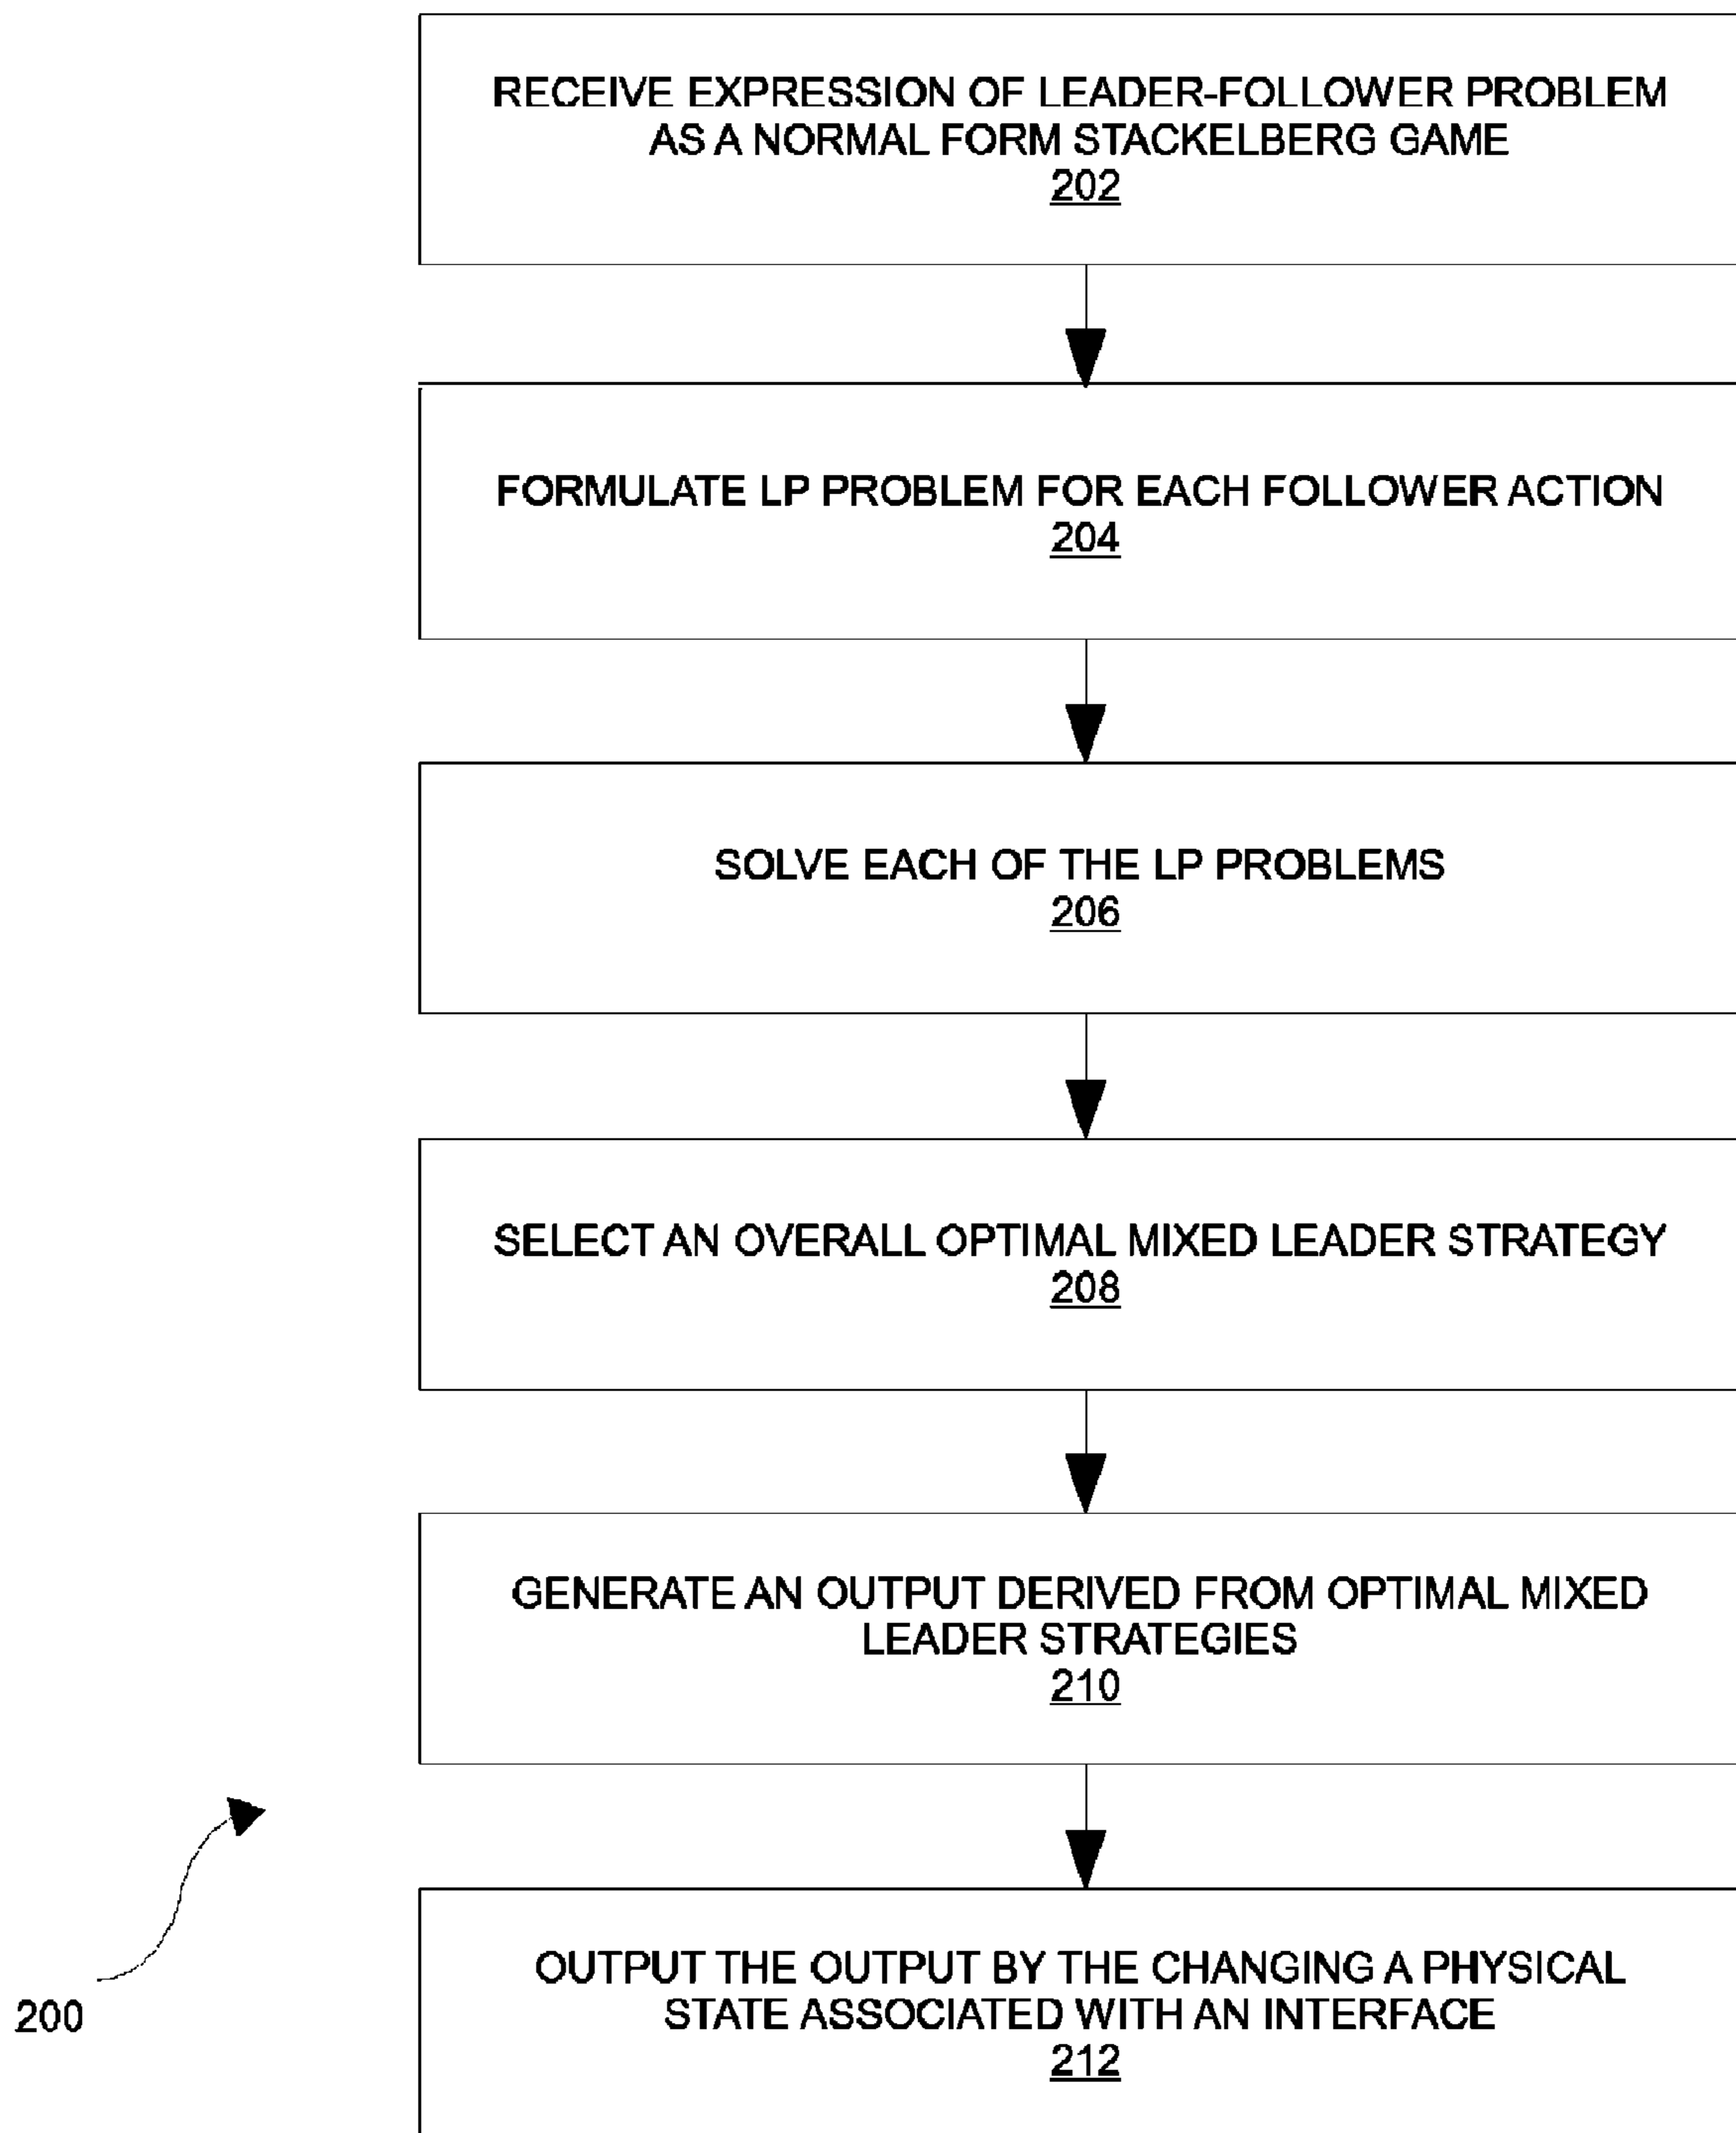 RECEIVE EXPRESSION OF LEADER-FOLLOWER PROBLEM
AS A NORMAL FORM STACKELBERG GAME
202
FORMULATE LP PROBLEM FOR EACH FOLLOWER ACTION
204
SOLVE EACH OF THE LP PROBLEMS
206
SELECT AN OVERALL OPTIMAL MIXED LEADER STRATEGY
208
GENERATE AN OUTPUT DERIVED FROM OPTIMAL MIXED
LEADER STRATEGIES
210
OUTPUT THE OUTPUT BY THE CHANGING A PHYSICAL
STATE ASSOCIATED WITH AN INTERFACE
212
200